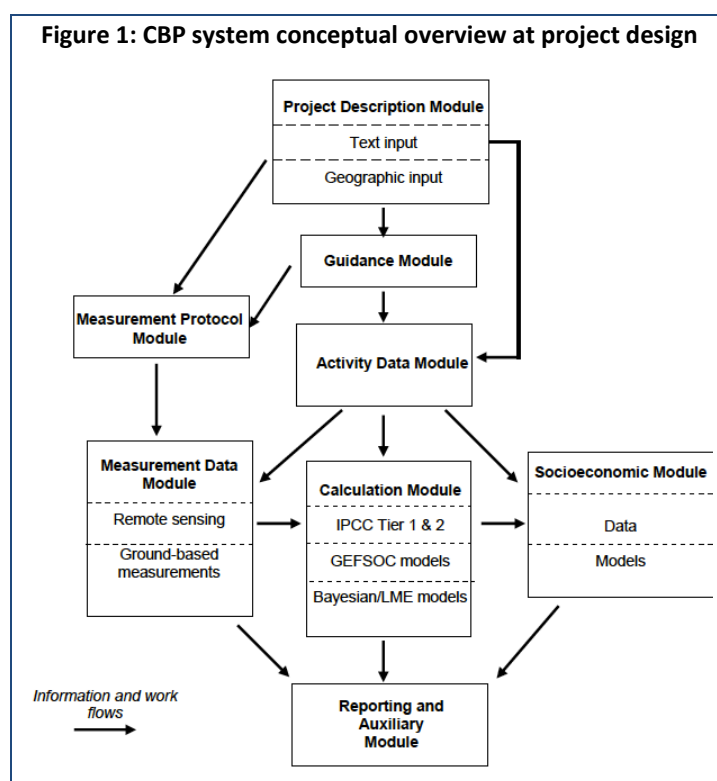 Figure 1: CBP system conceptual overview at project design
Project Description Module
Text input
Geographic input
Guidance Module
Measurement Protocol
Module
Activity Data Module
Measurement Data
Module
Remote sensing
Ground-based
measurements
Calculation Module
IPCC Tier 1 & 2
GEFSOC models
Bayesian/LME models
Socioeconomic Module
Data
Models
Information and work
flows
Reporting and
Auxiliary
Module